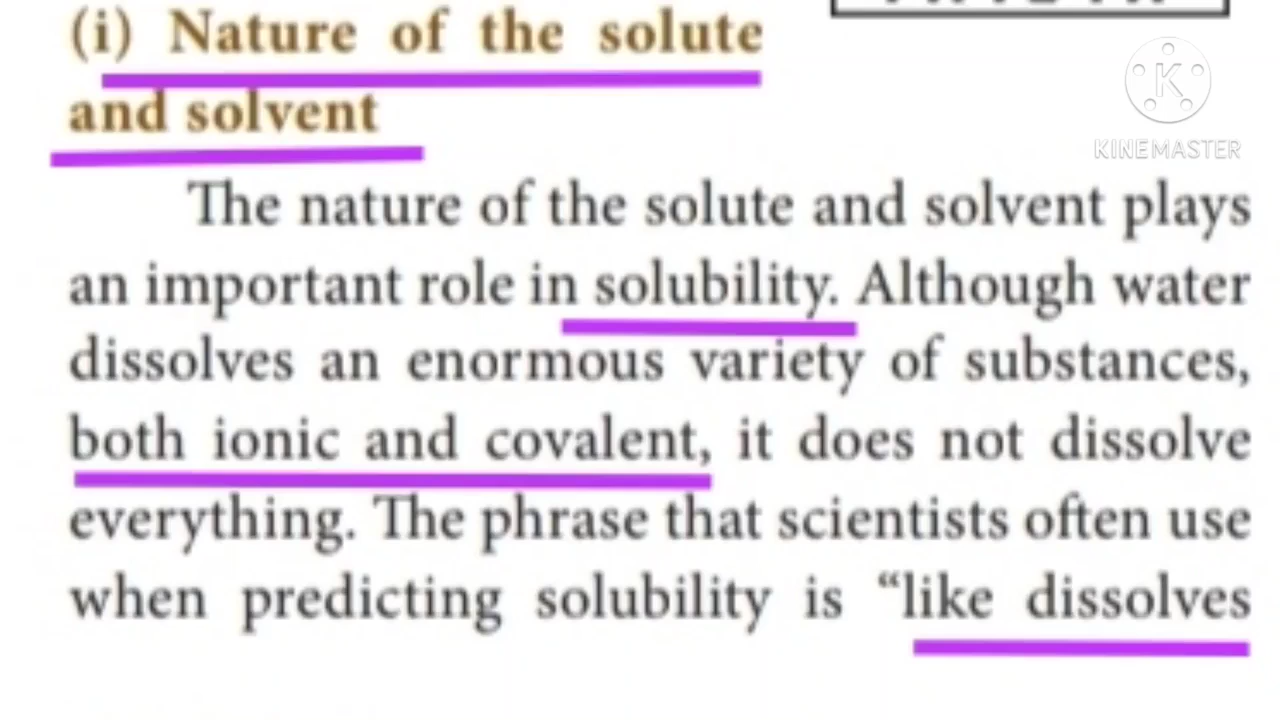 (i) Nature of the solute
and solvent
The nature of the solute and solvent plays
an important role in solubility. Although water
dissolves an enormous variety of substances,
both ionic and covalent, it does not dissolve
everything. The phrase that scientists often use
when predicting solubility is “like dissolves
K
KINEMASTER